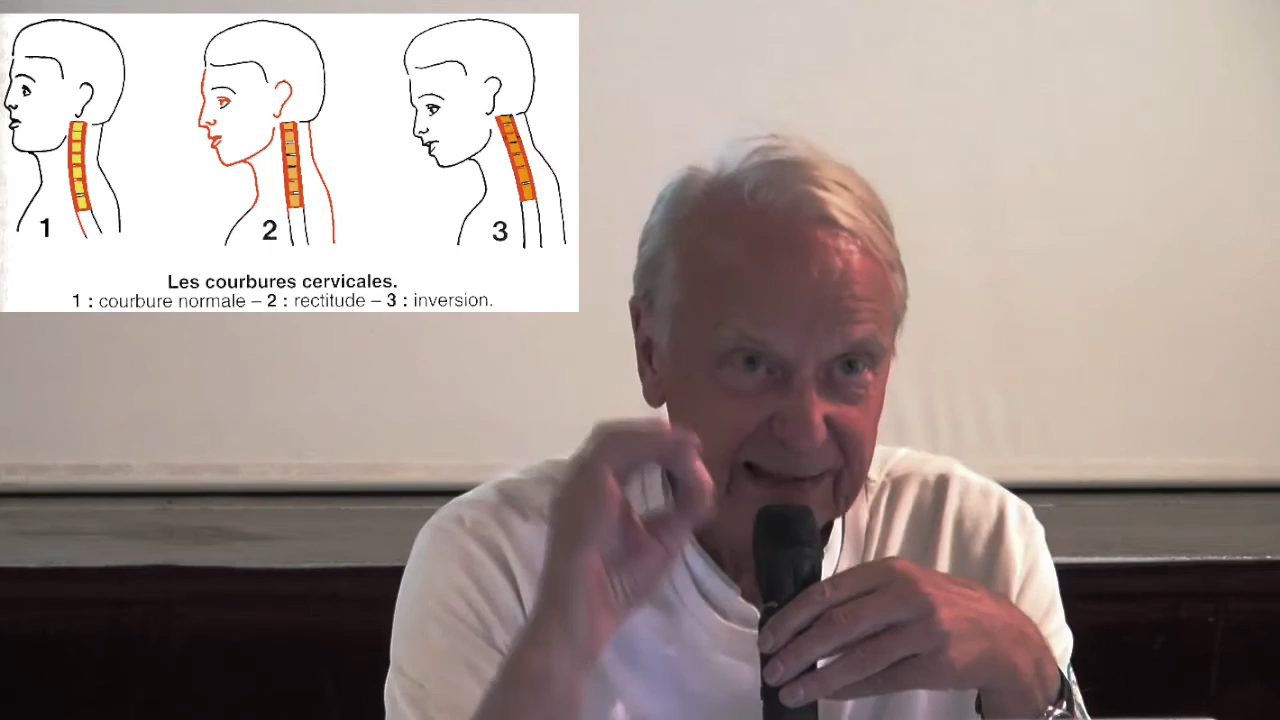 1
2
3
Les courbures cervicales.
1 : courbure normale – 2 : rectitude – 3 : inversion.